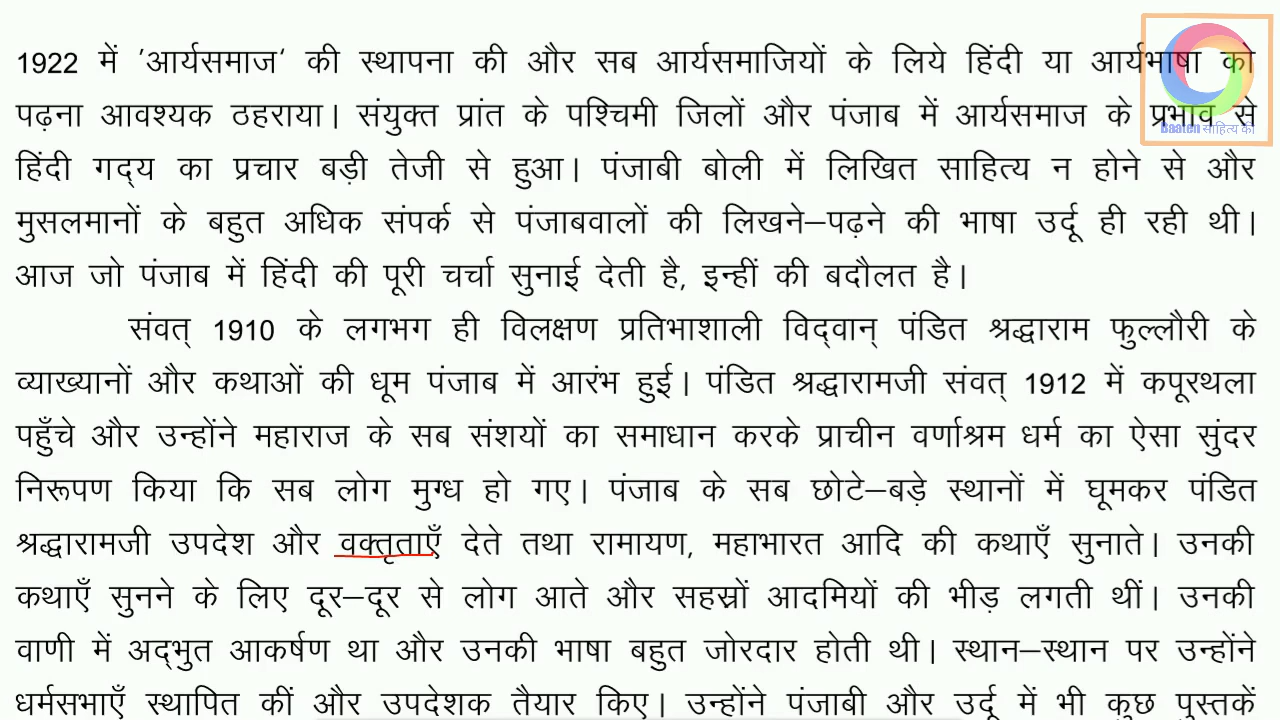 1922 में 'आर्यसमाज' की स्थापना की और सब आर्यसमाजियों के लिये हिंदी या आर्यभाषा को
पढ़ना आवश्यक ठहराया। संयुक्त प्रांत के पश्चिमी जिलों और पंजाब में आर्यसमाज के प्रभाव से
Baaten साहित्य की
हिंदी गद्‌य का प्रचार बड़ी तेजी से हुआ। पंजाबी बोली में लिखित साहित्य न होने से और
मुसलमानों के बहुत अधिक संपर्क से पंजाबवालों की लिखने–पढ़ने की भाषा उर्दू ही रही थी।
आज जो पंजाब में हिंदी की पूरी चर्चा सुनाई देती है, इन्हीं की बदौलत है।
संवत् 1910 के लगभग ही विलक्षण प्रतिभाशाली विद्‌वान् पंडित श्रद्धाराम फुल्लौरी के
व्याख्यानों और कथाओं की धूम पंजाब में आरंभ हुई। पंडित श्रद्धारामजी संवत् 1912 में कपूरथला
पहुँचे और उन्होंने महाराज के सब संशयों का समाधान करके प्राचीन वर्णाश्रम धर्म का ऐसा सुंदर
निरूपण किया कि सब लोग मुग्ध हो गए। पंजाब के सब छोटे–बड़े स्थानों में घूमकर पंडित
श्रद्धारामजी उपदेश और वक्तृताएँ देते तथा रामायण, महाभारत आदि की कथाएँ सुनाते। उनकी
कथाएँ सुनने के लिए दूर–दूर से लोग आते और सहस्रों आदमियों की भीड़ लगती थीं। उनकी
वाणी में अद्‌भुत आकर्षण था और उनकी भाषा बहुत जोरदार होती थी। स्थान–स्थान पर उन्होंने
धर्मसभाएँ स्थापित कीं और उपदेशक तैयार किए। उन्होंने पंजाबी और उर्दू में भी कुछ पुस्तकें